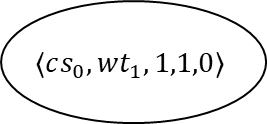 ⟨cs₀, wt₁, 1,1,0⟩